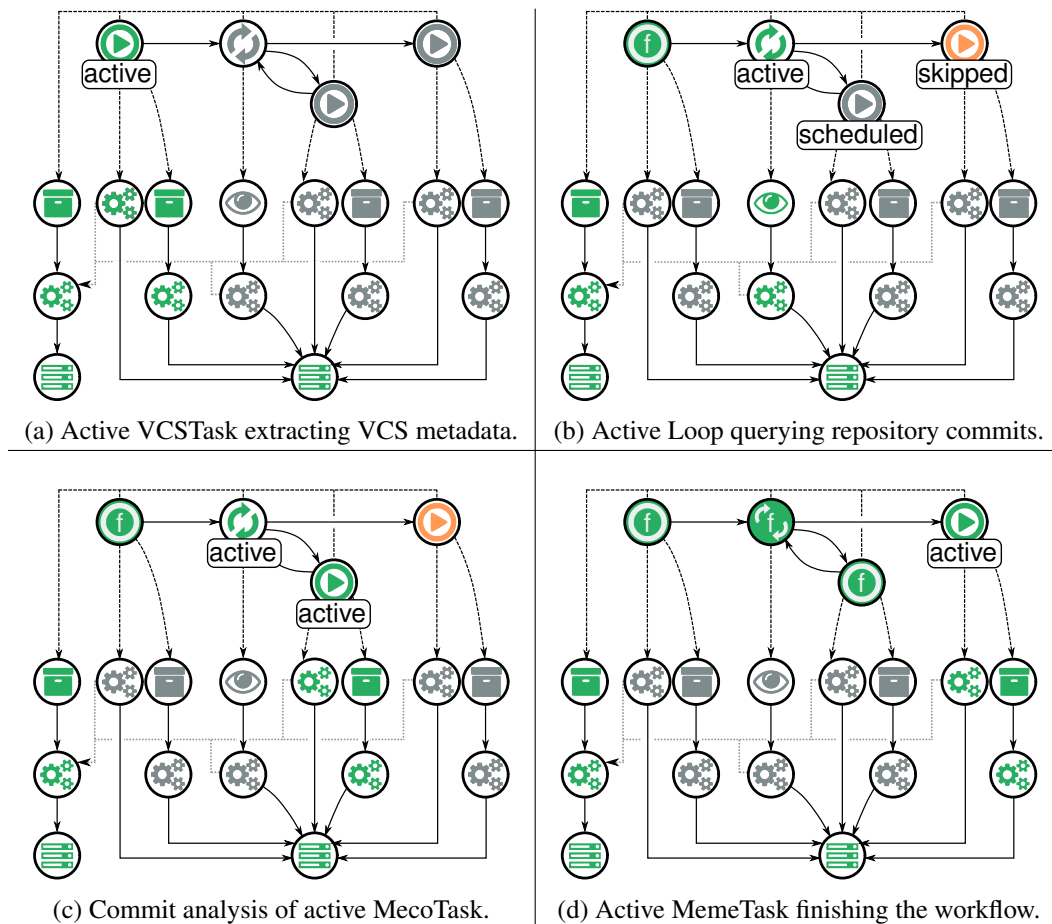 active
f
active
skipped
scheduled
(a) Active VCSTask extracting VCS metadata.
(b) Active Loop querying repository commits.
f
active
active
f
f
f
active
(c) Commit analysis of active MecoTask.
(d) Active MemeTask finishing the workflow.